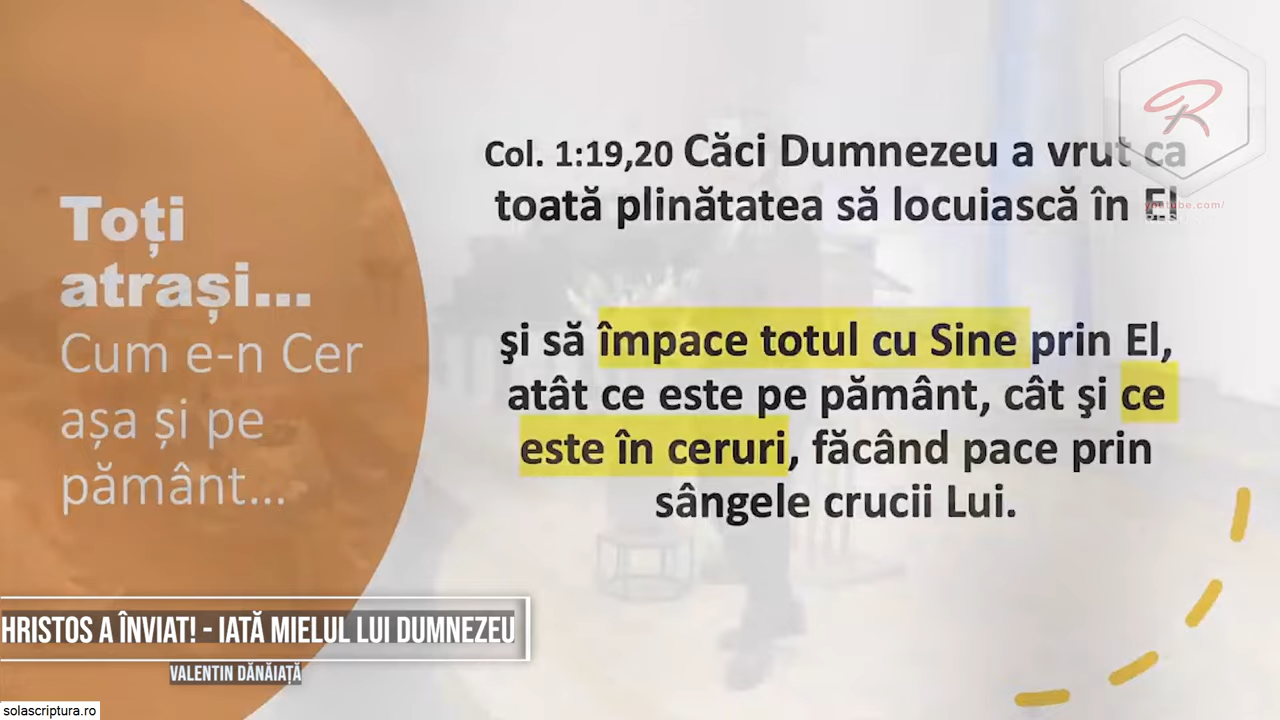 Toți
atrași...
Cum e-n Cer
așa și pe
pământ...
Col. 1:19,20 Căci Dumnezeu a vrut ca
toată plinătatea să locuiască în El
şi să împace totul cu Sine prin El,
atât ce este pe pământ, cât şi ce
este în ceruri, făcând pace prin
sângele crucii Lui.
youtube.com/
HRISTOS A ÎNVIAT! - IATĂ MIELUL LUI DUMNEZEU
VALENTIN DĂNĂIAȚĂ
solascriptura.ro